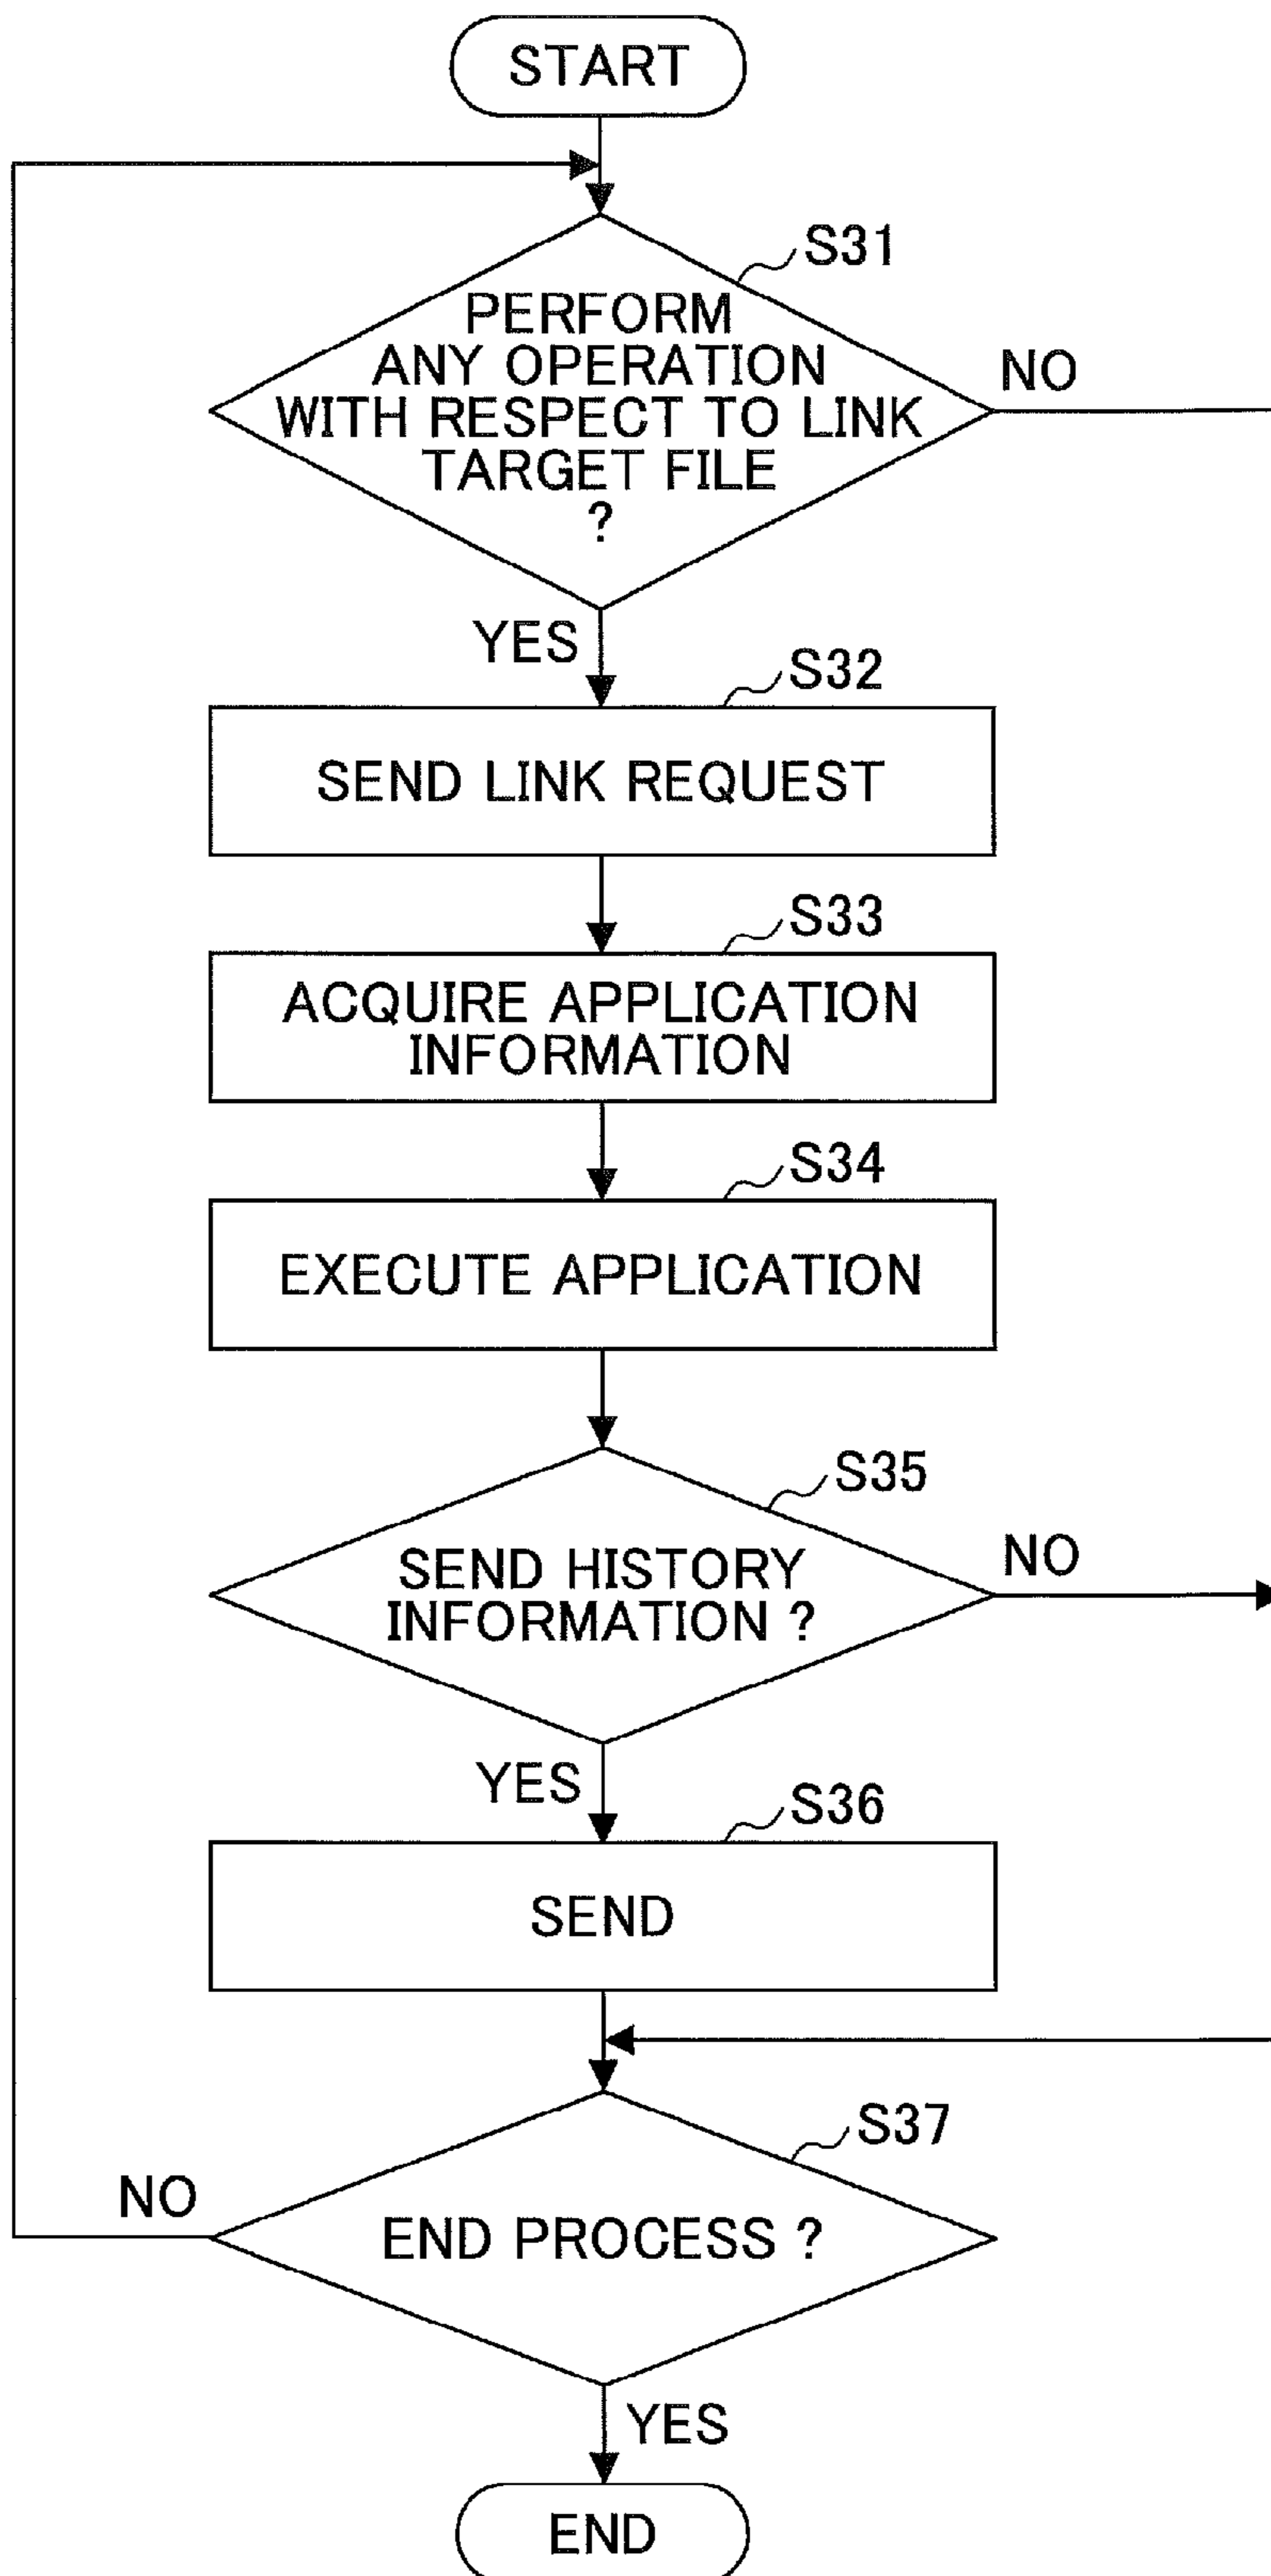 START
S31
PERFORM
ANY OPERATION
WITH RESPECT TO LINK
TARGET FILE
?
NO
YES
S32
SEND LINK REQUEST
S33
ACQUIRE APPLICATION
INFORMATION
S34
EXECUTE APPLICATION
S35
SEND HISTORY
INFORMATION ?
NO
YES
S36
SEND
S37
NO
END PROCESS ?
YES
END